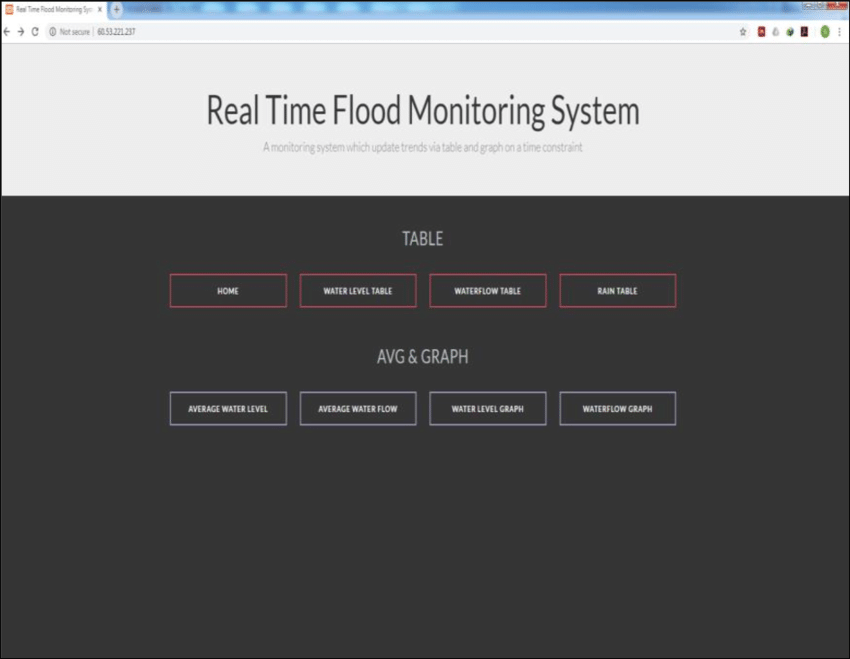 Real Time Flood Monitoring Sys
Not secure | 60.53.221.237
Real Time Flood Monitoring System
A monitoring system which update trends via table and graph on a time constraint
TABLE
HOME WATER LEVEL TABLE WATERFLOW TABLE RAIN TABLE
AVG & GRAPH
AVERAGE WATER LEVEL AVERAGE WATER FLOW WATER LEVEL GRAPH WATERFLOW GRAPH